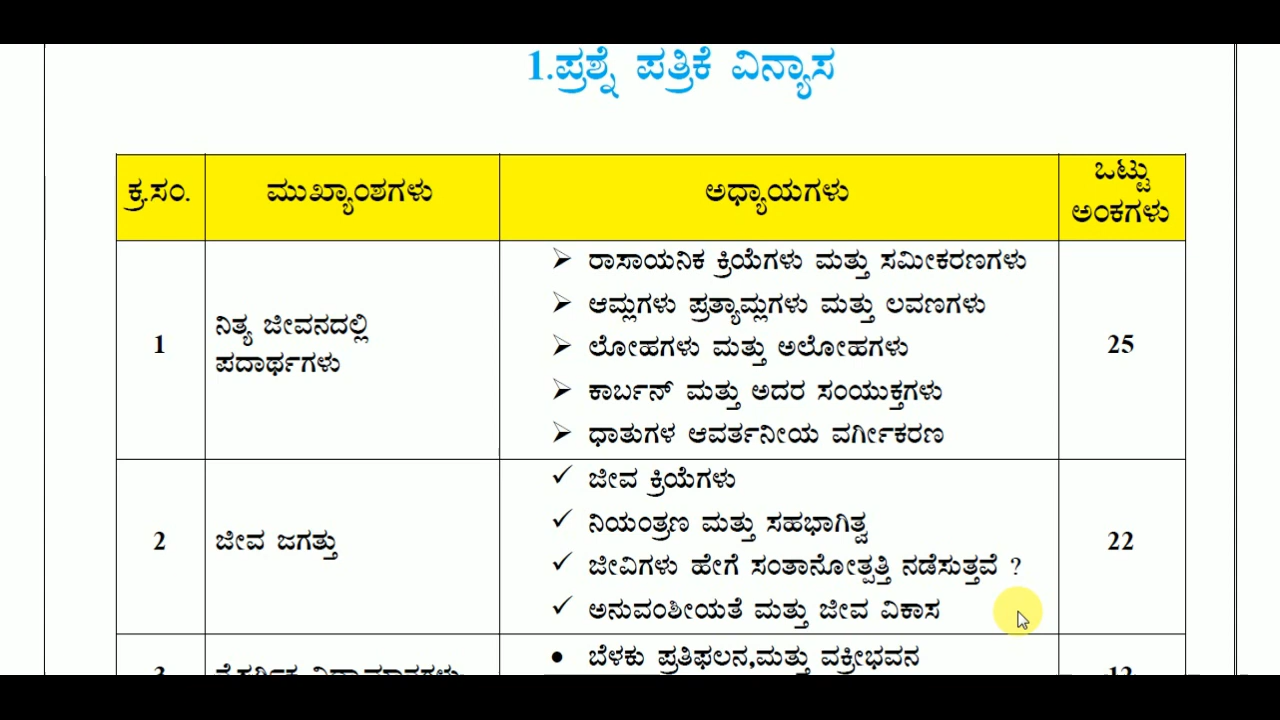 1.ಪ್ರಶ್ನೆ ಪತ್ರಿಕೆ ವಿನ್ಯಾಸ
ಕ್ರ.ಸಂ. ಮುಖ್ಯಾಂಶಗಳು ಅಧ್ಯಾಯಗಳು ಒಟ್ಟು ಅಂಕಗಳು
1
ನಿತ್ಯ ಜೀವನದಲ್ಲಿ
ಪದಾರ್ಥಗಳು
ರಾಸಾಯನಿಕ ಕ್ರಿಯೆಗಳು ಮತ್ತು ಸಮೀಕರಣಗಳು
ಆಮ್ಲಗಳು ಪ್ರತ್ಯಾಮ್ಲಗಳು ಮತ್ತು ಲವಣಗಳು
ಲೋಹಗಳು ಮತ್ತು ಅಲೋಹಗಳು
ಕಾರ್ಬನ್ ಮತ್ತು ಅದರ ಸಂಯುಕ್ತಗಳು
ಧಾತುಗಳ ಆವರ್ತನೀಯ ವರ್ಗೀಕರಣ
25
2
ಜೀವ ಜಗತ್ತು
ಜೀವ ಕ್ರಿಯೆಗಳು
ನಿಯಂತ್ರಣ ಮತ್ತು ಸಹಭಾಗಿತ್ವ
ಜೀವಿಗಳು ಹೇಗೆ ಸಂತಾನೋತ್ಪತ್ತಿ ನಡೆಸುತ್ತವೆ ?
ಅನುವಂಶೀಯತೆ ಮತ್ತು ಜೀವ ವಿಕಾಸ
22
ಬೆಳಕು ಪ್ರತಿಫಲನ,ಮತ್ತು ವಕ್ರೀಭವನ